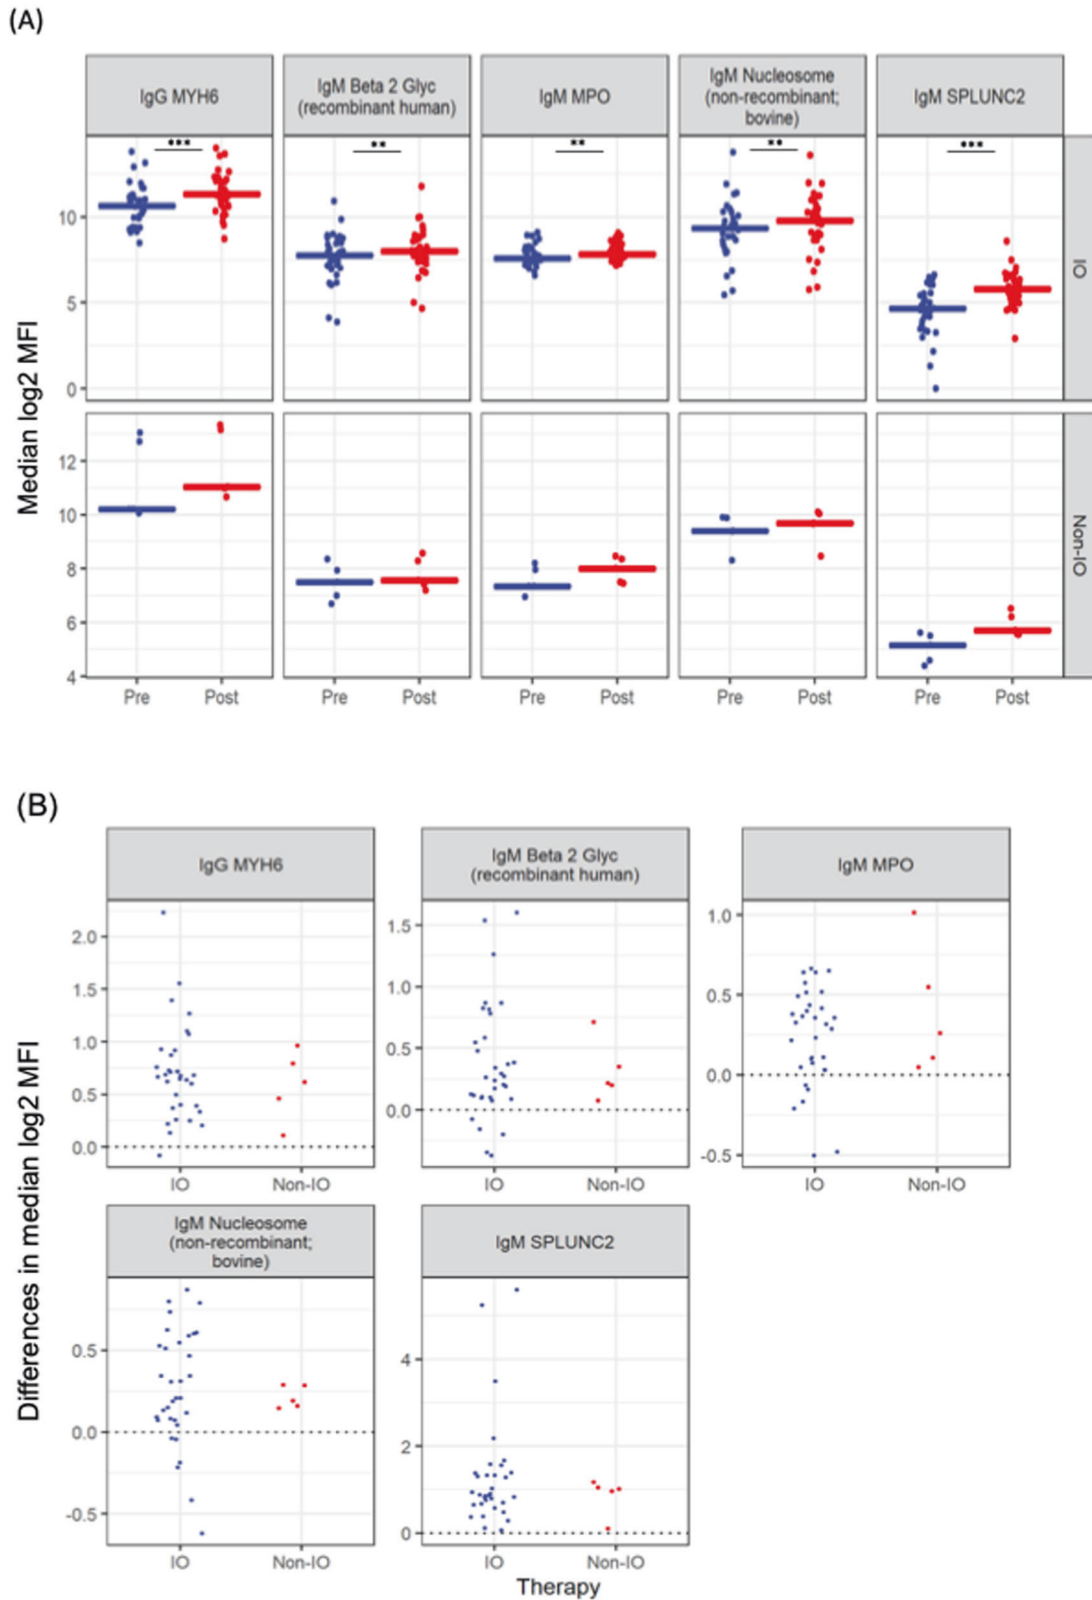 (A)
IgG MYH6
IgM Beta 2 Glyc
(recombinant human)
IgM MPO
IgM Nucleosome
(non-recombinant;
bovine)
IgM SPLUNC2
*** ** ** ** ***
Median log2 MFI
10
5
0
IO
12
10
8
6
4
Non-IO
Pre Post Pre Post Pre Post Pre Post Pre Post
(B)
Differences in median log2 MFI
IgG MYH6
2.0
1.5
1.0
0.5
0.0
IO Non-IO
IgM Beta 2 Glyc
(recombinant human)
1.5
1.0
0.5
0.0
IO Non-IO
IgM MPO
1.0
0.5
0.0
-0.5
IO Non-IO
IgM Nucleosome
(non-recombinant;
bovine)
0.5
0.0
-0.5
IO Non-IO
IgM SPLUNC2
4
2
0
IO Non-IO
Therapy